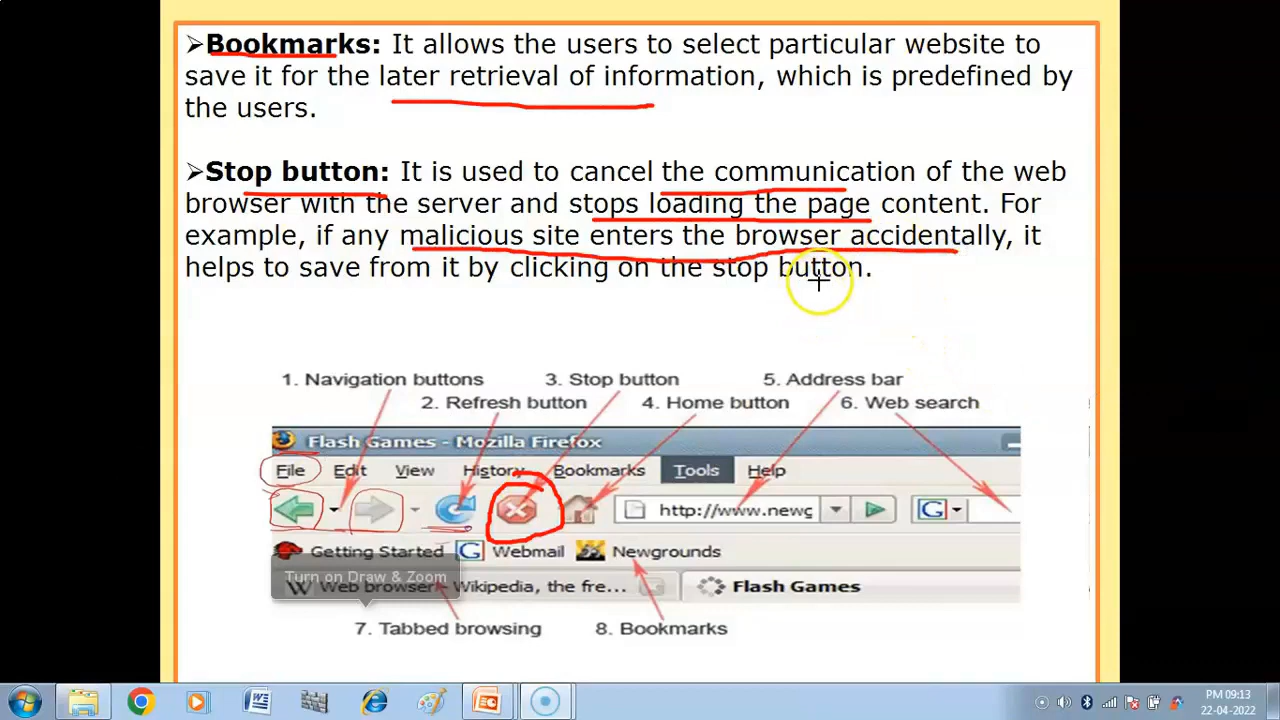 ➢Bookmarks: It allows the users to select particular website to
save it for the later retrieval of information, which is predefined by
the users.
➢Stop button: It is used to cancel the communication of the web
browser with the server and stops loading the page content. For
example, if any malicious site enters the browser accidentally, it
helps to save from it by clicking on the stop button.
1. Navigation buttons 3. Stop button 5. Address bar
2. Refresh button 4. Home button 6. Web search
Flash Games - Mozilla Firefox
File Edit View History Bookmarks Tools Help
http://www.newg G
Getting Started G Webmail Newgrounds
Turn on Draw & Zoom
W Web browser - Wikipedia, the fre... Flash Games
7. Tabbed browsing 8. Bookmarks
PM 09:13
22-04-2022